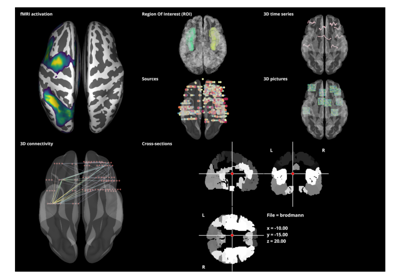 fMRI activation
Region Of Interest (ROI)
3D time series
Sources
3D pictures
3D connectivity
Cross-sections
L
R
L
R
File = brodmann
x = -10.00
y = -15.00
z = 20.00